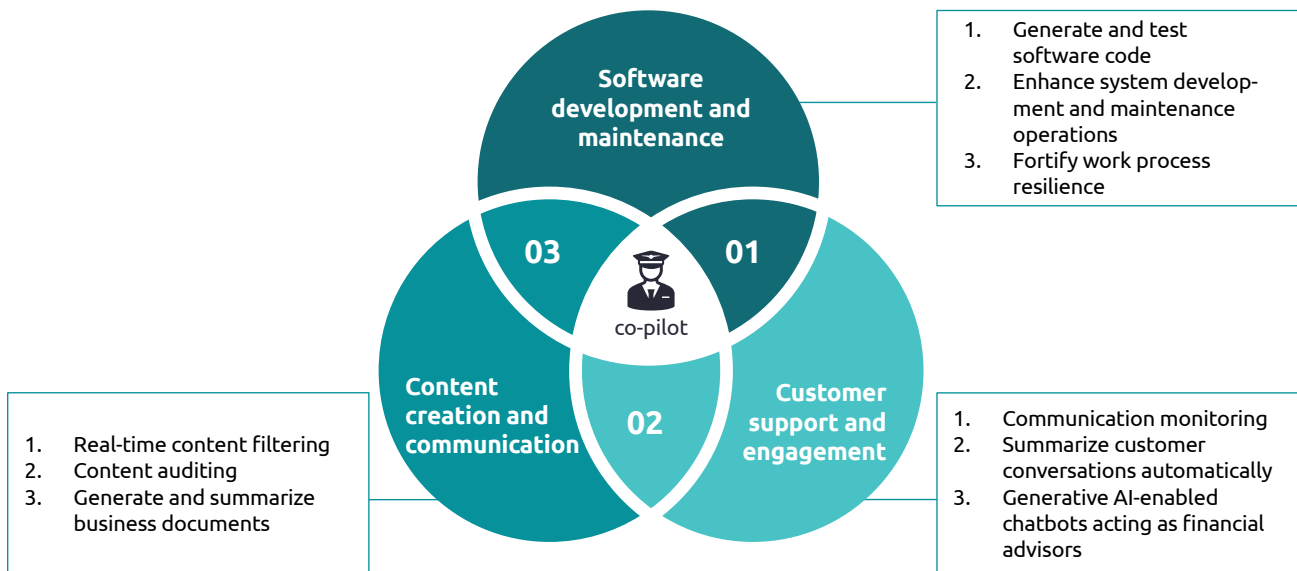 Software
development and
maintenance
1. Generate and test
software code
2. Enhance system develop-
ment and maintenance
operations
3. Fortify work process
resilience
03
01
co-pilot
02
Content
creation and
communication
Customer
support and
engagement
1. Real-time content filtering
2. Content auditing
3. Generate and summarize
business documents
1. Communication monitoring
2. Summarize customer
conversations automatically
3. Generative AI-enabled
chatbots acting as financial
advisors